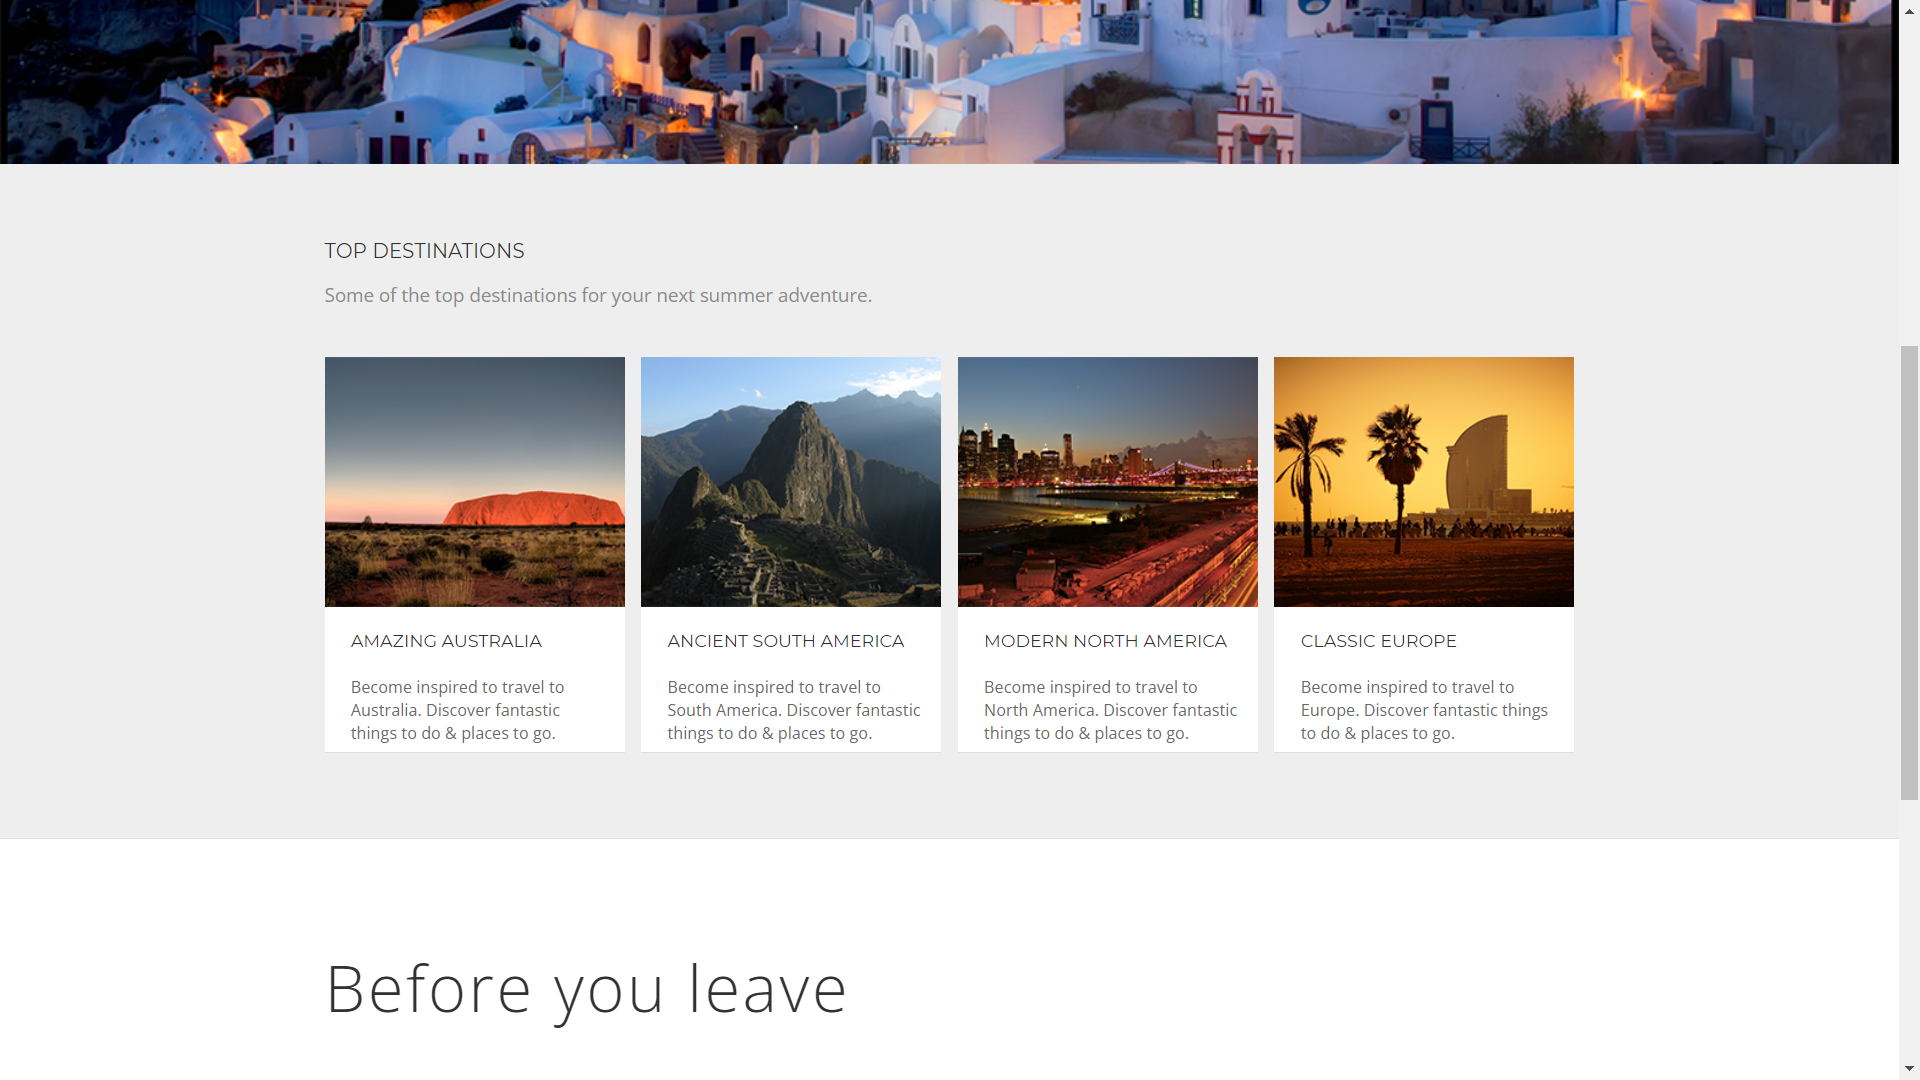 TOP DESTINATIONS
Some of the top destinations for your next summer adventure.
AMAZING AUSTRALIA
Become inspired to travel to
Australia. Discover fantastic
things to do & places to go.
ANCIENT SOUTH AMERICA
Become inspired to travel to
South America. Discover fantastic
things to do & places to go.
MODERN NORTH AMERICA
Become inspired to travel to
North America. Discover fantastic
things to do & places to go.
CLASSIC EUROPE
Become inspired to travel to
Europe. Discover fantastic things
to do & places to go.
Before you leave